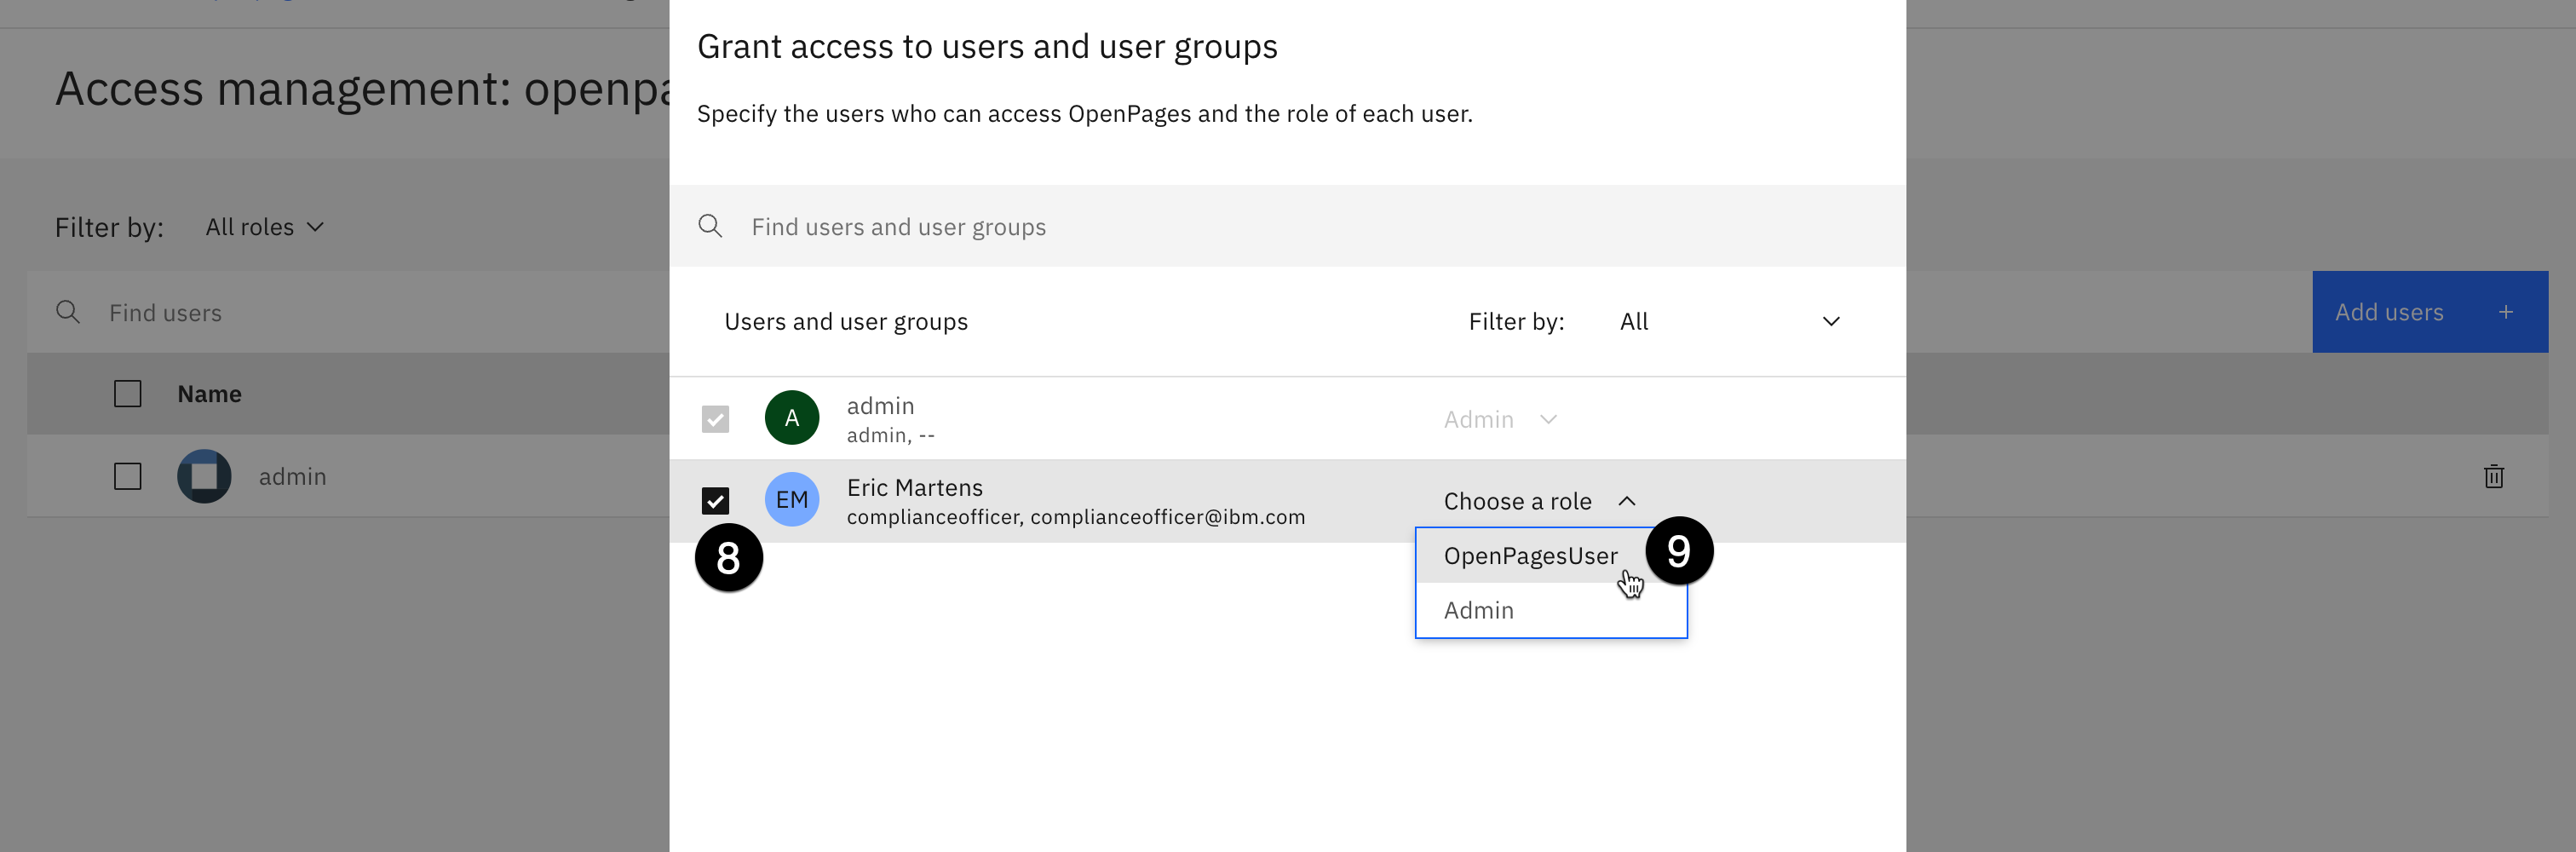 Grant access to users and user groups
Access management: openpa
Specify the users who can access OpenPages and the role of each user.
Filter by: All roles
Find users and user groups
Find users
Add users +
Users and user groups
Filter by: All
Name
A
admin
admin, --
Admin
admin
EM
Eric Martens
complianceofficer, complianceofficer@ibm.com
Choose a role
8
OpenPagesUser
9
Admin